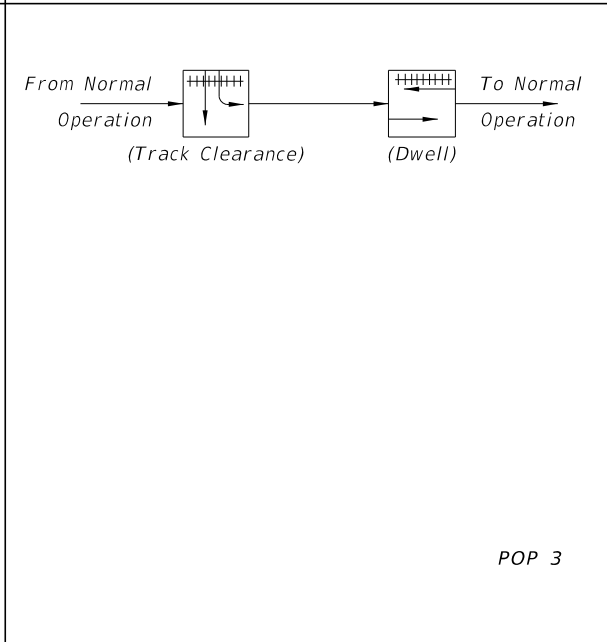 From Normal
Operation
(Track Clearance)
(Dwell)
To Normal
Operation
POP 3